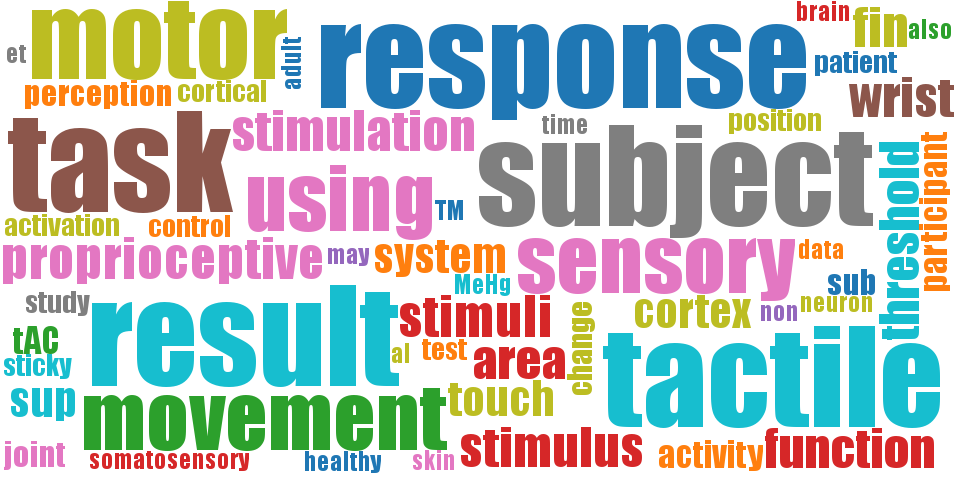 brain
motor
response
fin
also
et
adult
patient
perception
cortical
wrist
task
stimulation
time
position
subject
using
TM
threshold
participant
activation
control
proprioceptive
may
system
sensory
data
MeHg
sub
study
result
stimuli
change
cortex
non
neuron
tAC
al
test
area
tactile
sticky
sup
movement
touch
joint
somatosensory
healthy
skin
stimulus
activity
function